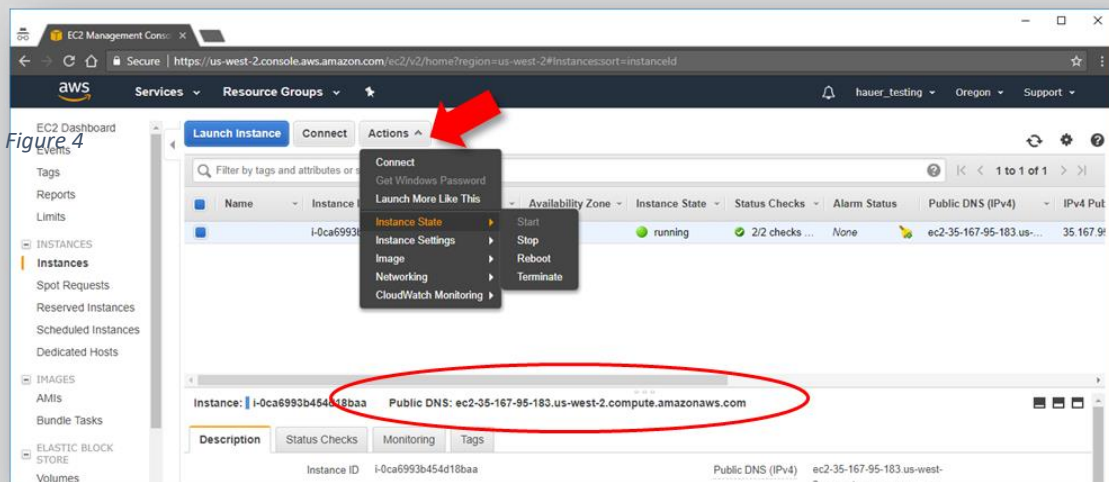 EC2 Management Conso
Secure | https://us-west-2.console.aws.amazon.com/ec2/v2/home?region=us-west-2#Instances:sort=instanceId
aws Services Resource Groups hauer_testing Oregon Support
EC2 Dashboard
Figure 4
Events
Tags
Reports
Limits
INSTANCES
Instances
Spot Requests
Reserved Instances
Scheduled Instances
Dedicated Hosts
IMAGES
AMIs
Bundle Tasks
ELASTIC BLOCK
STORE
Volumes
Launch Instance Connect Actions
Filter by tags and attributes or s 1 to 1 of 1
Name Instance I Availability Zone Instance State Status Checks Alarm Status Public DNS (IPv4) IPv4 Pub
i-0ca6993b running 2/2 checks ... None ec2-35-167-95-183.us-... 35.167.95
Connect
Get Windows Password
Launch More Like This
Instance State
Instance Settings
Image
Networking
CloudWatch Monitoring
Start
Stop
Reboot
Terminate
Instance: i-0ca6993b454d18baa Public DNS: ec2-35-167-95-183.us-west-2.compute.amazonaws.com
Description Status Checks Monitoring Tags
Instance ID i-0ca6993b454d18baa Public DNS (IPv4) ec2-35-167-95-183.us-west-